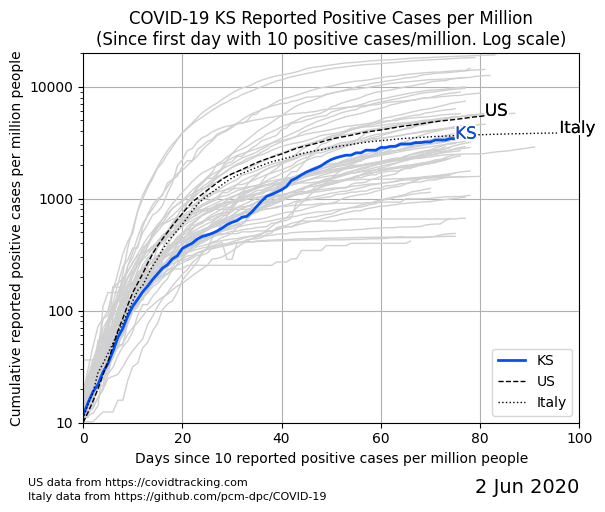 COVID-19 KS Reported Positive Cases per Million
(Since first day with 10 positive cases/million. Log scale)
Cumulative reported positive cases per million people
10000
1000
100
10
US
KS
Italy
KS
US
Italy
0
20
40
60
80
100
Days since 10 reported positive cases per million people
US data from https://covidtracking.com
Italy data from https://github.com/pcm-dpc/COVID-19
2 Jun 2020